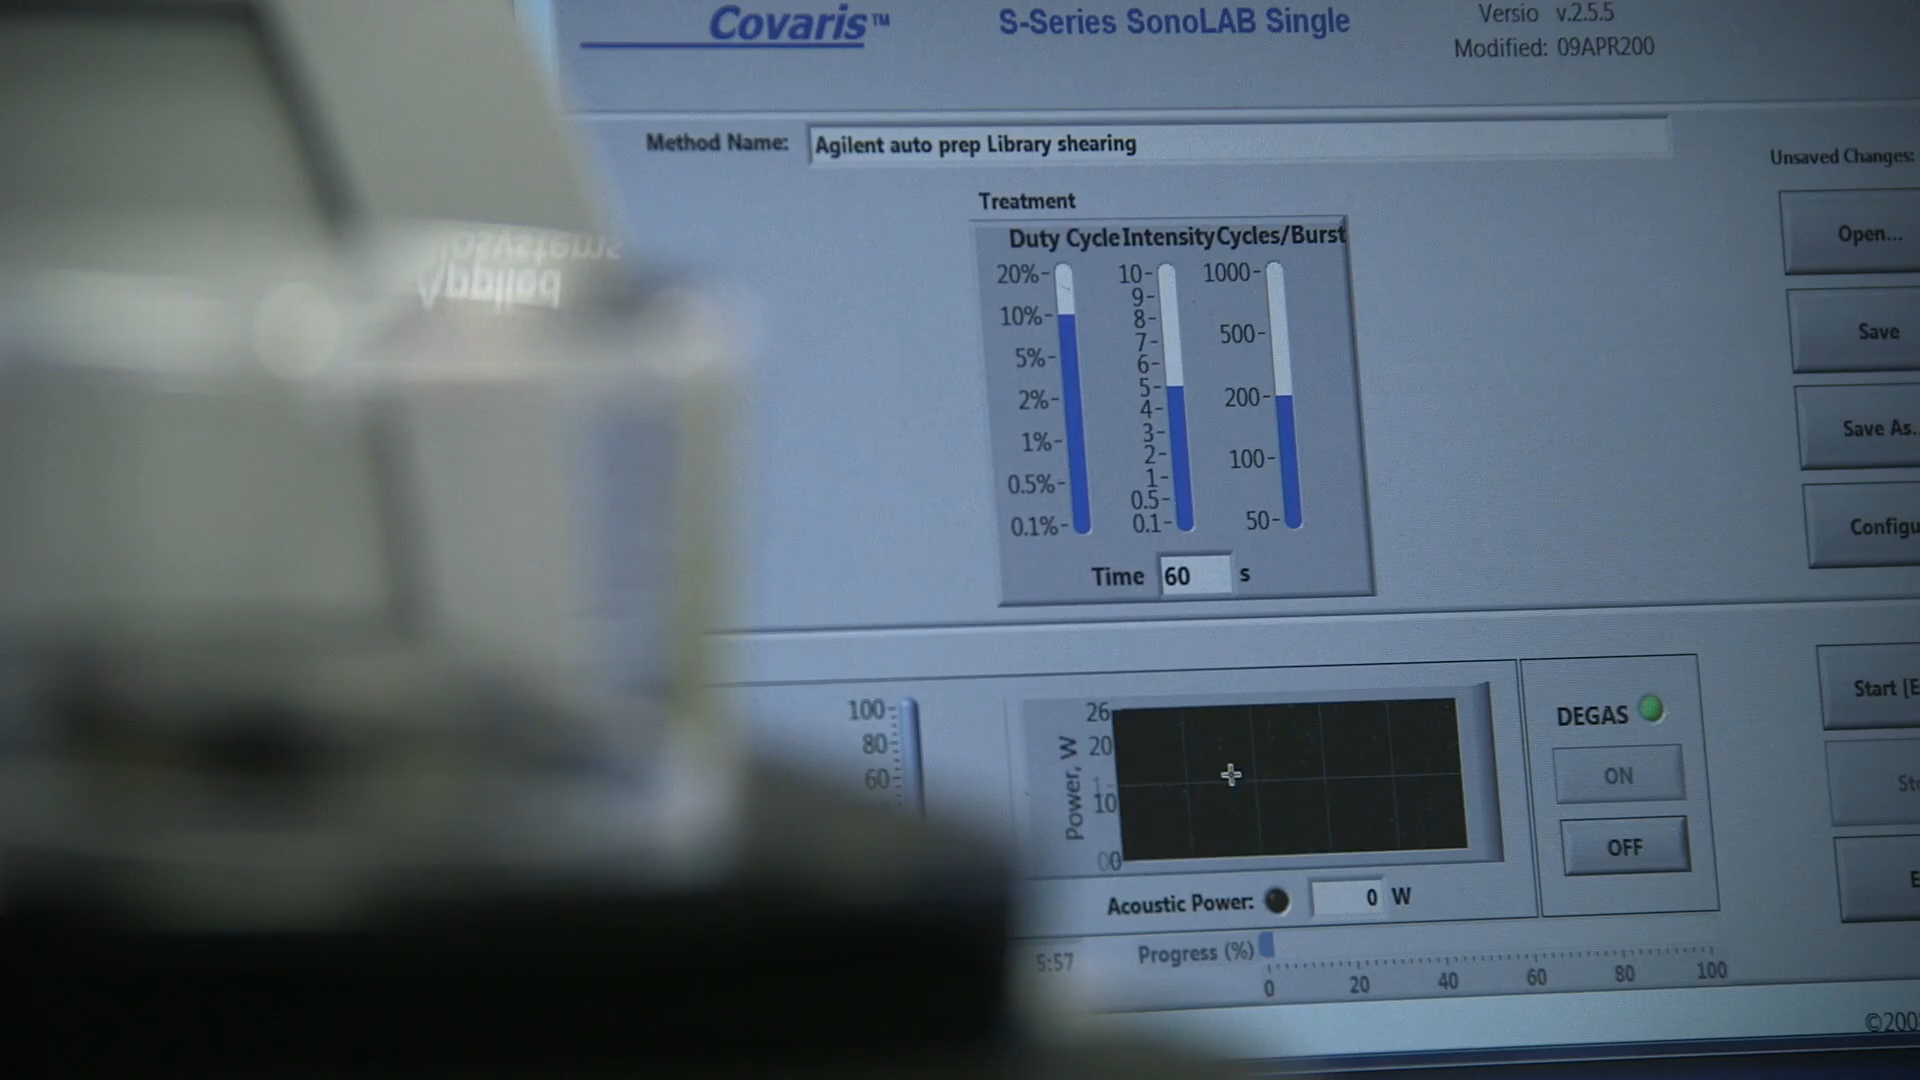 Covaris™
S-Series SonoLAB Single
Versio v.2.5.5
Modified: 09APR200
Method Name: Agilent auto prep Library shearing
Unsaved Changes:
Treatment
Duty Cycle Intensity Cycles/Burst
20% 10% 5% 2% 1% 0.5% 0.1%
10 9 8 7 6 5 4 3 2 1 0.5 0.1
1000 500 200 100 50
Time 60 s
Open...
Save
Save As..
Configu
100
80
60
Power, W
26
20
10
00
Acoustic Power: 0 W
5:57
Progress (%)
0 20 40 60 80 100
DEGAS
ON
OFF
Start [E
Sto
E
©200